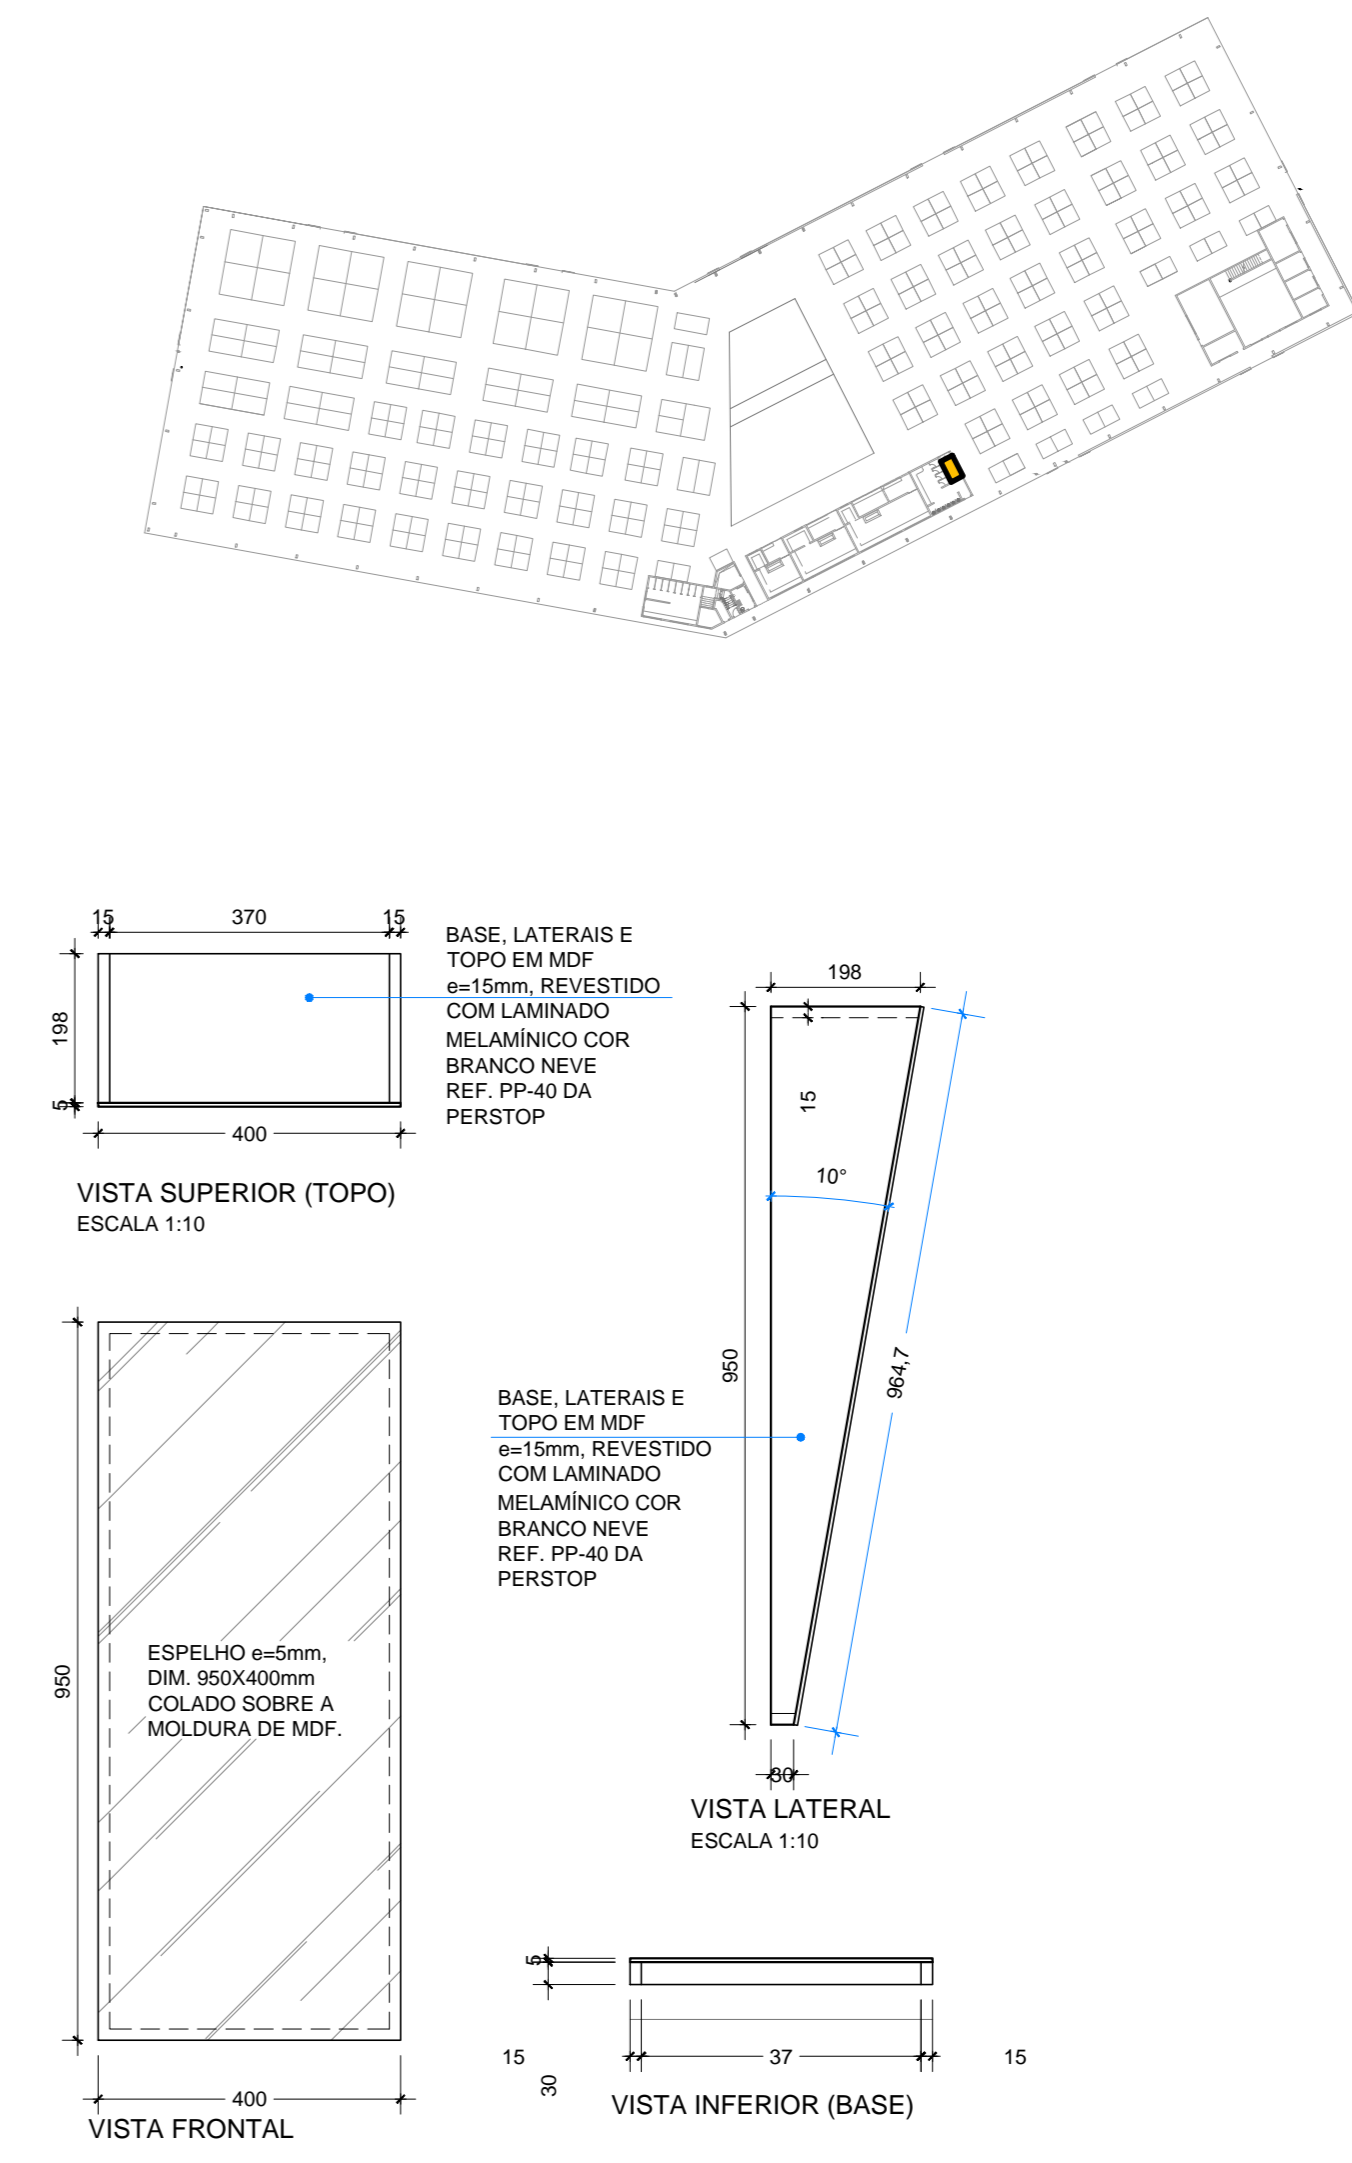 15
370
15
198
5
400
BASE, LATERAIS E
TOPO EM MDF
e=15mm, REVESTIDO
COM LAMINADO
MELAMÍNICO COR
BRANCO NEVE
REF. PP-40 DA
PERSTOP
VISTA SUPERIOR (TOPO)
ESCALA 1:10
198
15
10°
950
964,7
BASE, LATERAIS E
TOPO EM MDF
e=15mm, REVESTIDO
COM LAMINADO
MELAMÍNICO COR
BRANCO NEVE
REF. PP-40 DA
PERSTOP
30
VISTA LATERAL
ESCALA 1:10
950
ESPELHO e=5mm,
DIM. 950X400mm
COLADO SOBRE A
MOLDURA DE MDF.
400
VISTA FRONTAL
5
15
37
15
30
VISTA INFERIOR (BASE)